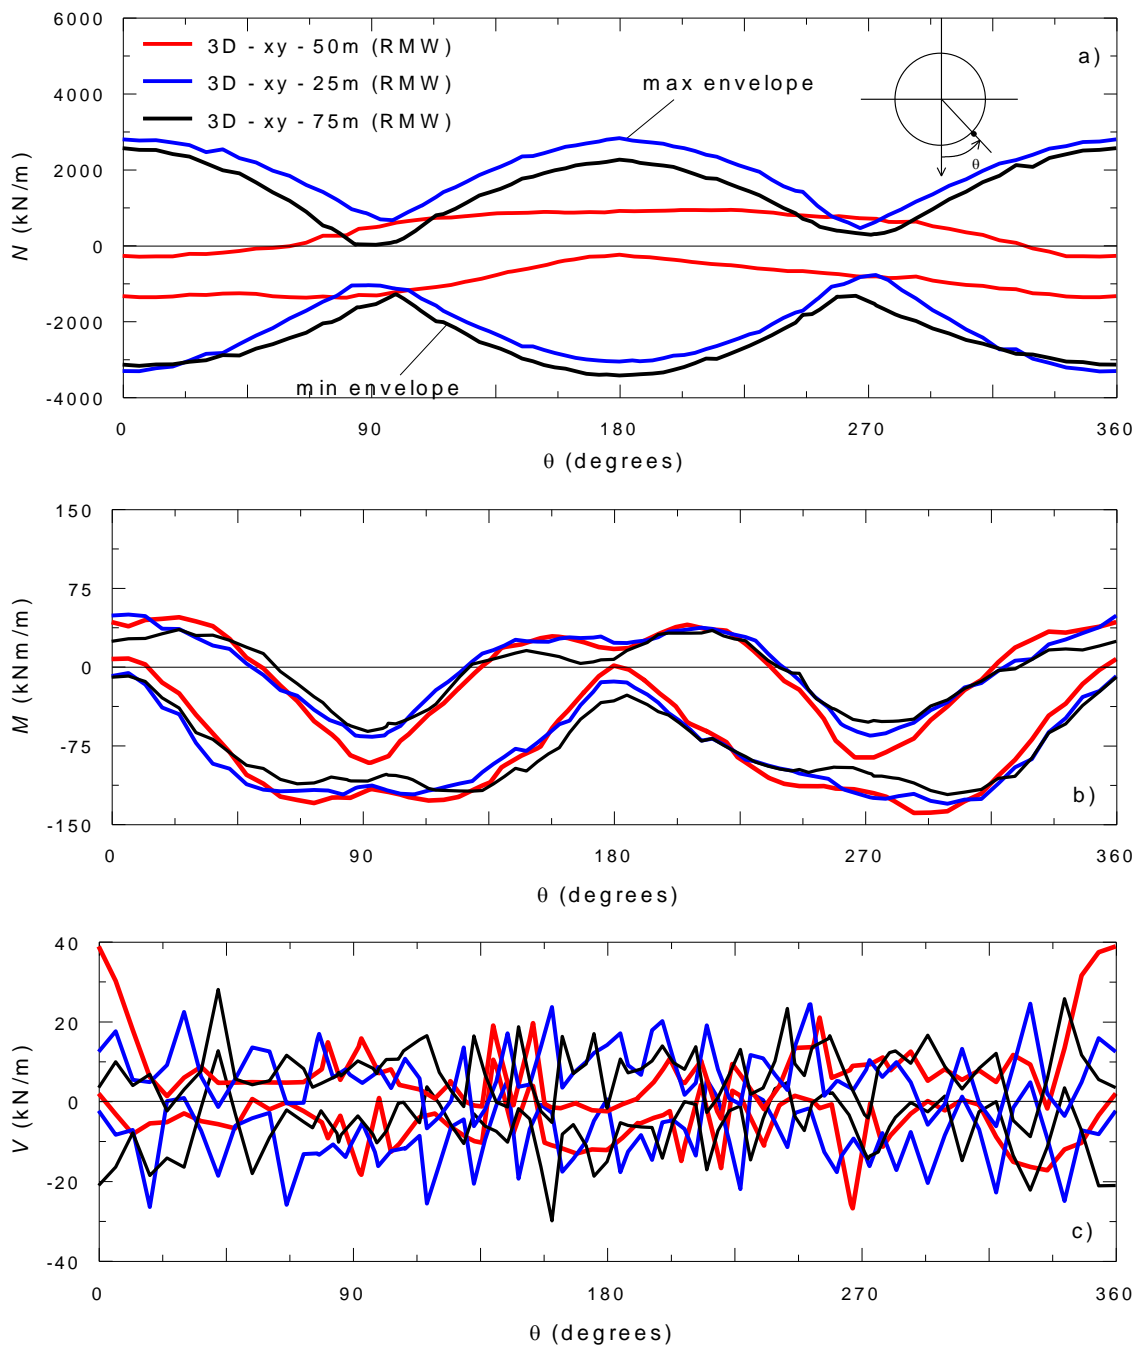 6000
3D - xy - 50m (RMW)
a)
3D - xy - 25m (RMW)
max envelope
4000
3D - xy - 75m (RMW)
θ
2000
N (kN/m)
0
-2000
min envelope
-4000
0 90 180 270 360
θ (degrees)
150
75
M (kNm/m)
0
-75
b)
-150
0 90 180 270 360
θ (degrees)
40
20
V (kN/m)
0
-20
c)
-40
0 90 180 270 360
θ (degrees)